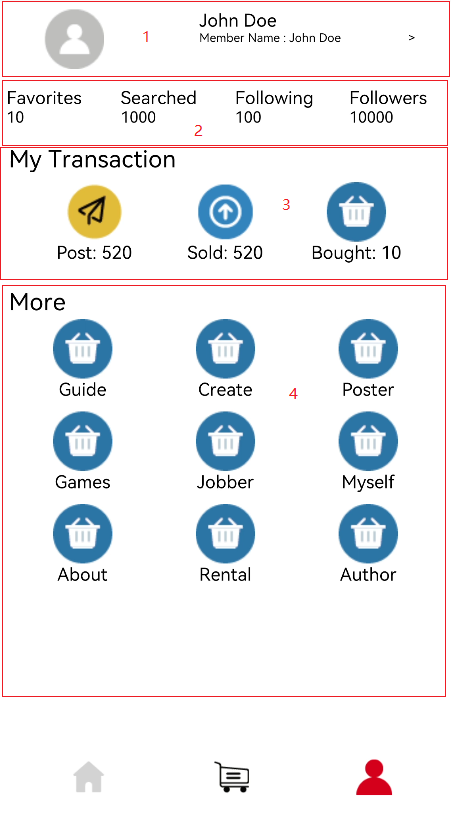 John Doe
Member Name : John Doe >
1
Favorites Searched Following Followers
10 1000 100 10000
2
My Transaction
3
Post: 520 Sold: 520 Bought: 10
More
Guide Create Poster
4
Games Jobber Myself
About Rental Author